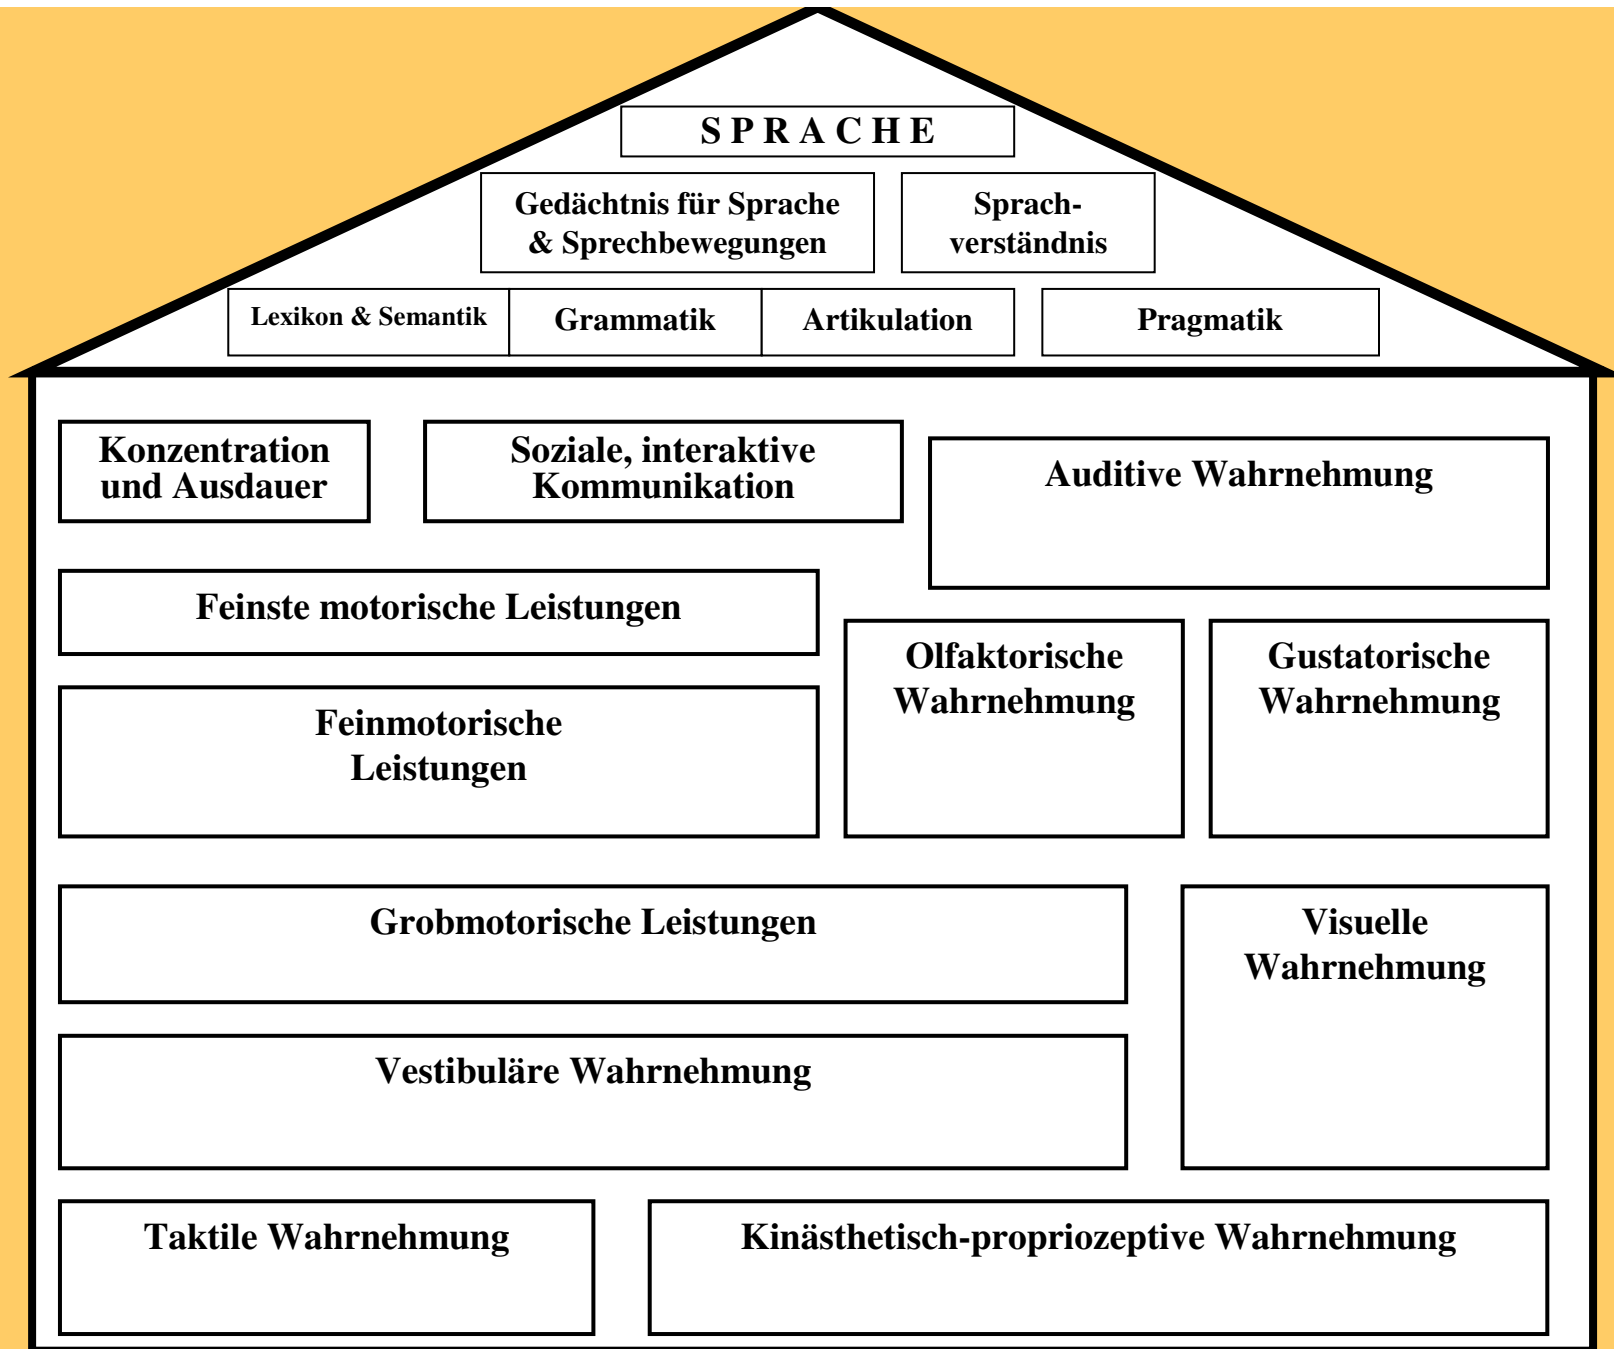 S P R A C H E
Gedächtnis für Sprache
& Sprechbewegungen
Sprach-
verständnis
Lexikon & Semantik
Grammatik
Artikulation
Pragmatik
Konzentration
und Ausdauer
Soziale, interaktive
Kommunikation
Auditive Wahrnehmung
Feinste motorische Leistungen
Olfaktorische
Wahrnehmung
Gustatorische
Wahrnehmung
Feinmotorische
Leistungen
Grobmotorische Leistungen
Visuelle
Wahrnehmung
Vestibuläre Wahrnehmung
Taktile Wahrnehmung
Kinästhetisch-propriozeptive Wahrnehmung